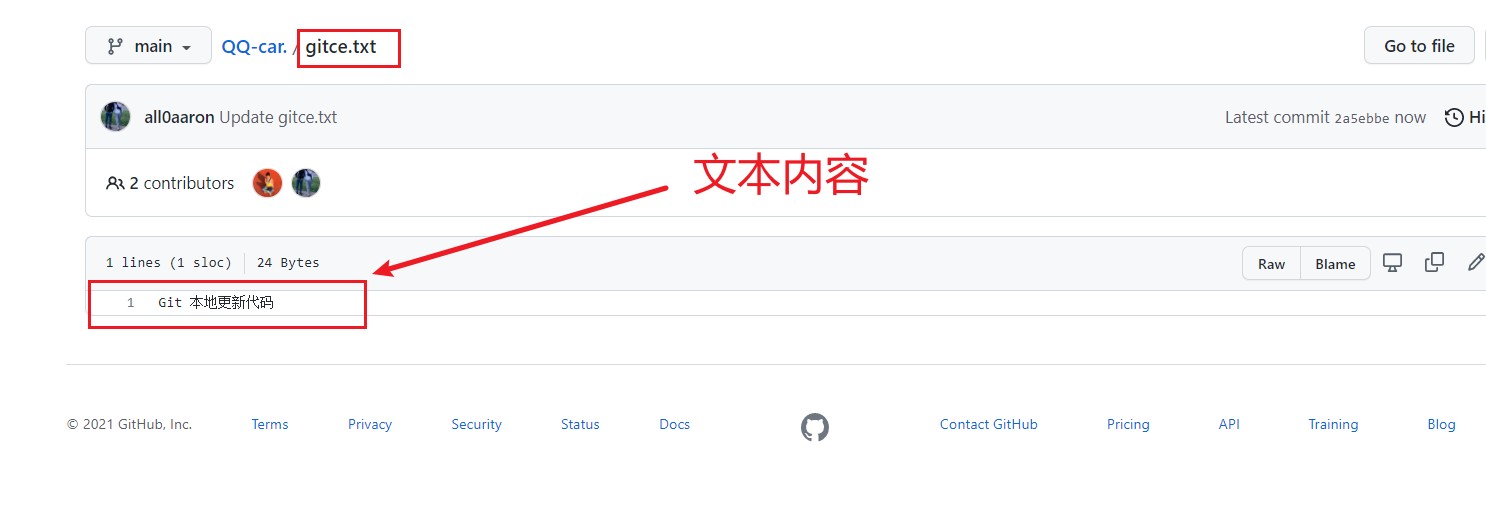 main
QQ-car. / gitce.txt
Go to file
all0aaron Update gitce.txt
Latest commit 2a5ebbe now
Hi
2 contributors
文本内容
1 lines (1 sloc) 24 Bytes
Raw
Blame
1 Git 本地更新代码
© 2021 GitHub, Inc. Terms Privacy Security Status Docs Contact GitHub Pricing API Training Blog